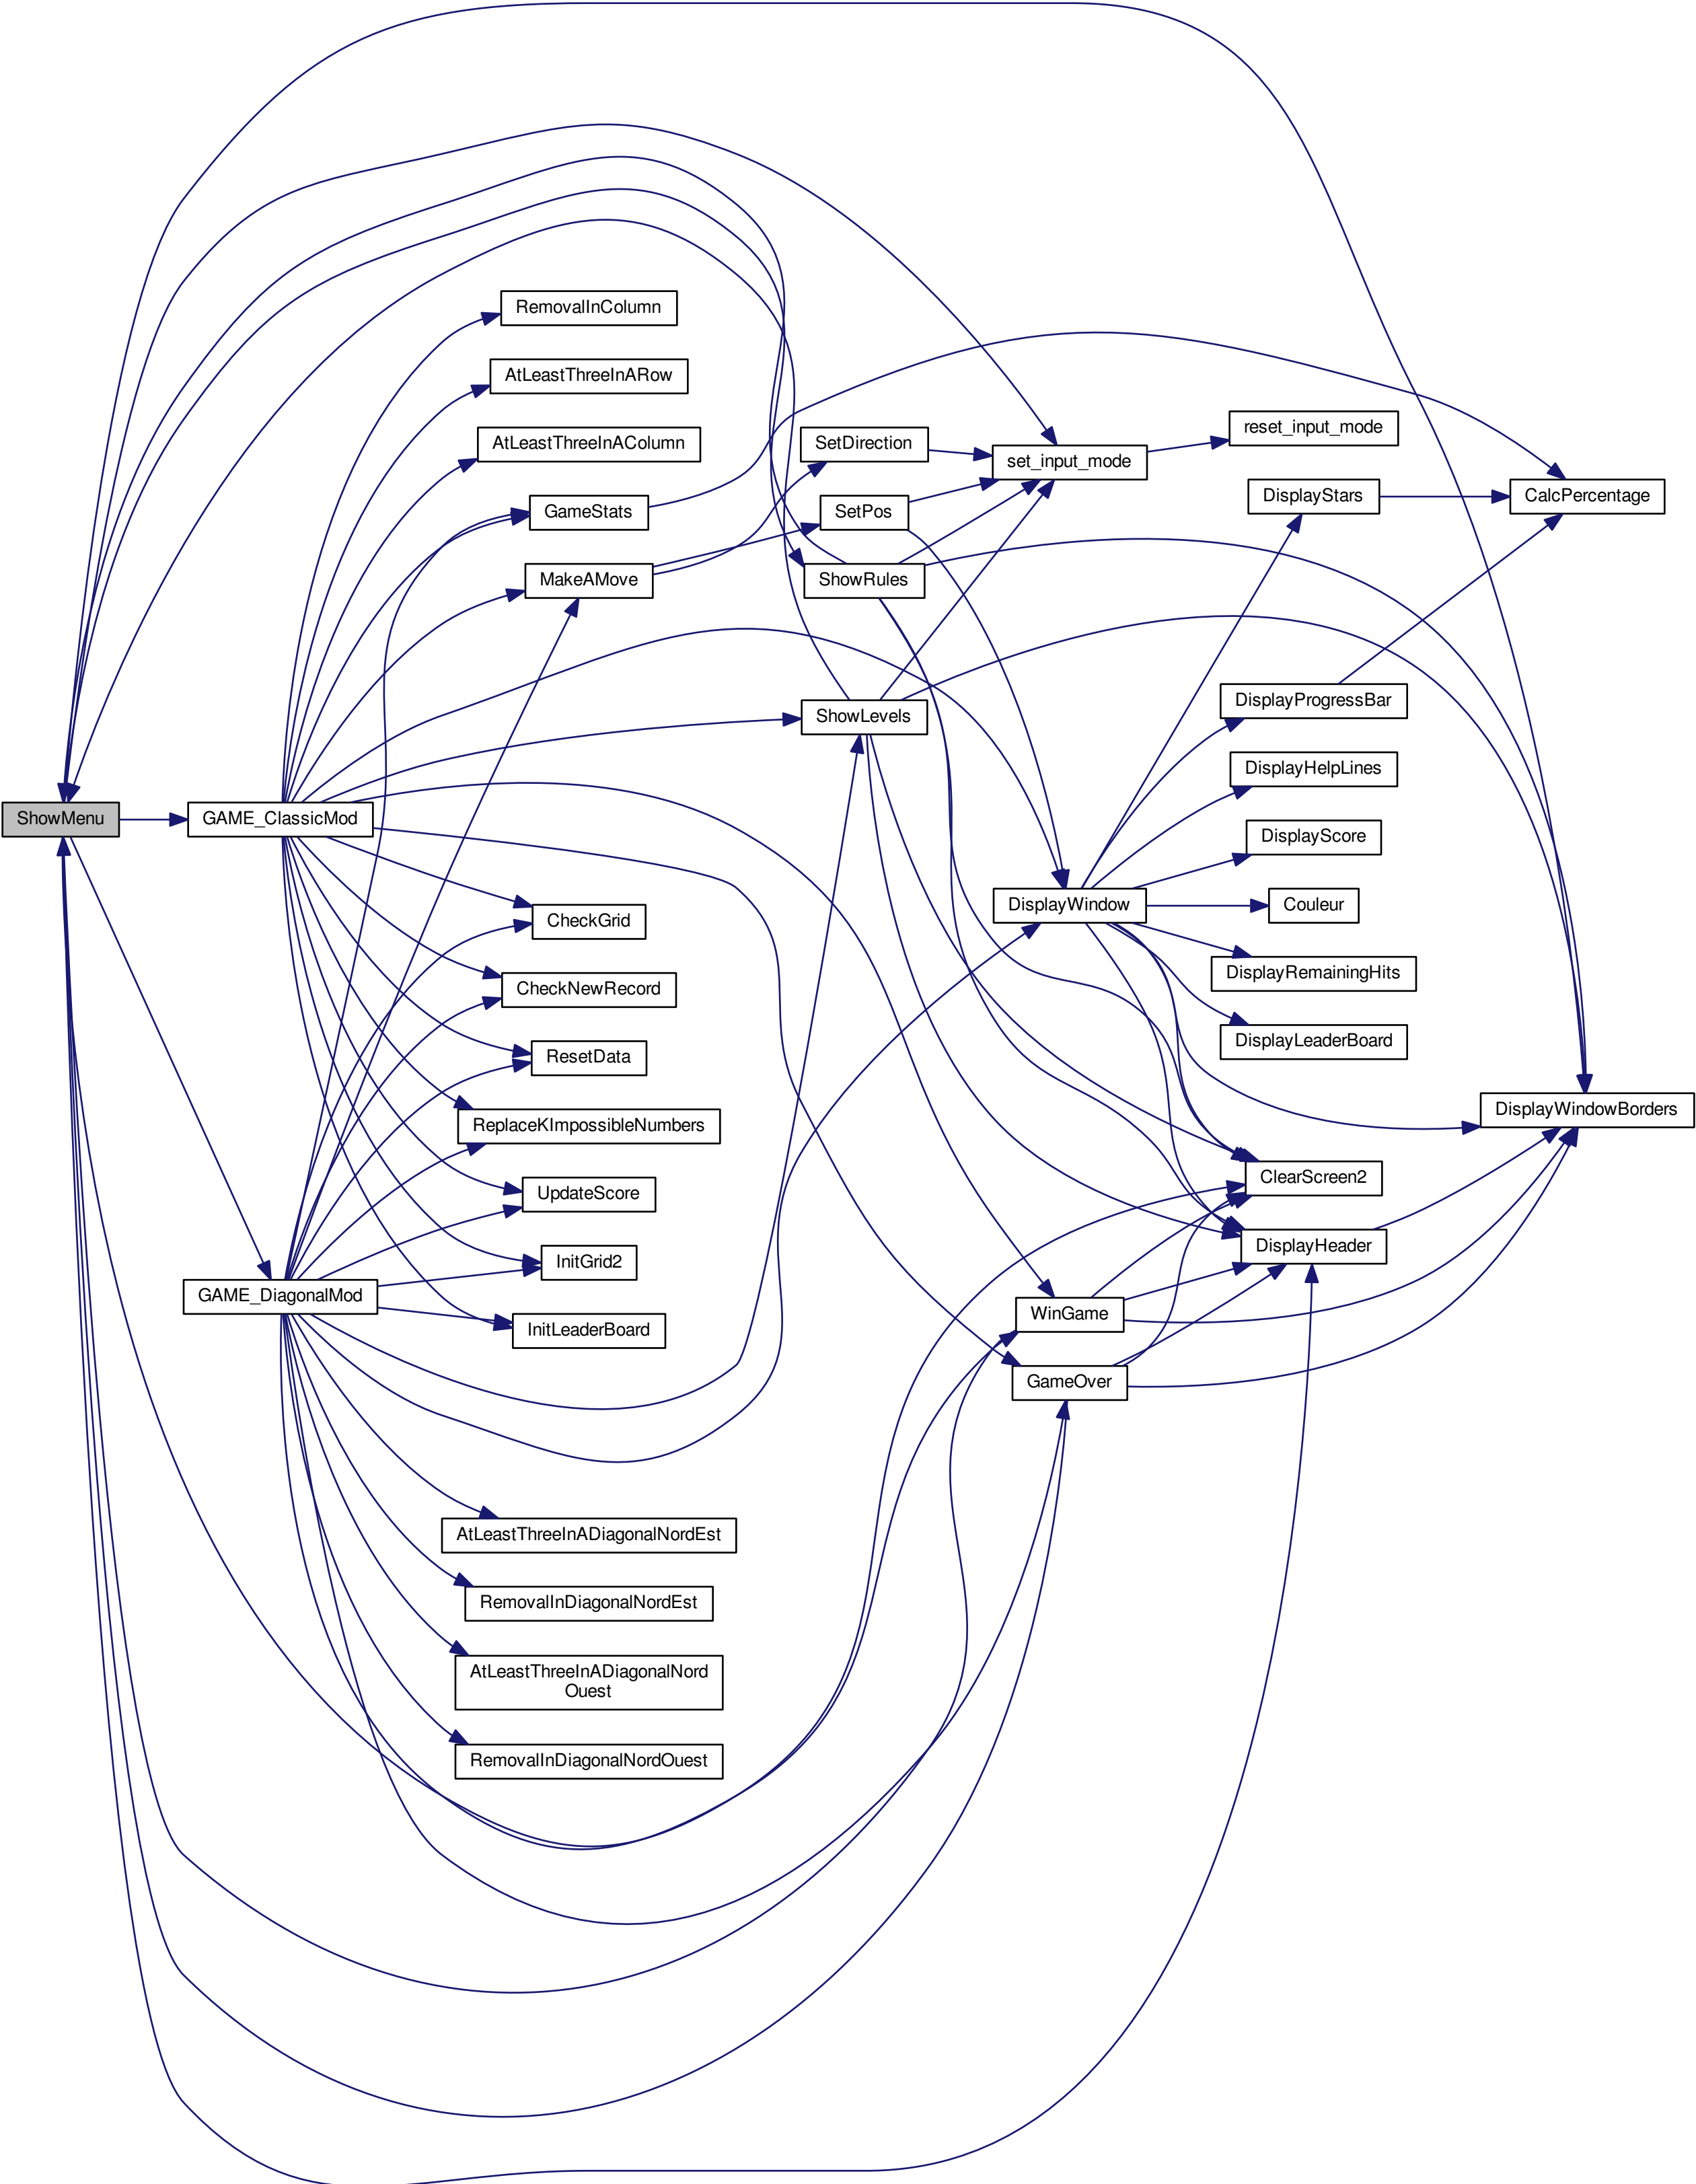 RemovalInColumn
AtLeastThreeInARow
AtLeastThreeInAColumn
SetDirection
set_input_mode
reset_input_mode
GameStats
SetPos
DisplayStars
CalcPercentage
MakeAMove
ShowRules
ShowLevels
DisplayProgressBar
DisplayHelpLines
ShowMenu
GAME_ClassicMod
DisplayScore
CheckGrid
DisplayWindow
Couleur
CheckNewRecord
DisplayRemainingHits
ResetData
DisplayLeaderBoard
ReplaceKImpossibleNumbers
DisplayWindowBorders
UpdateScore
ClearScreen2
InitGrid2
DisplayHeader
GAME_DiagonalMod
InitLeaderBoard
WinGame
GameOver
AtLeastThreeInADiagonalNordEst
RemovalInDiagonalNordEst
AtLeastThreeInADiagonalNord
Ouest
RemovalInDiagonalNordOuest